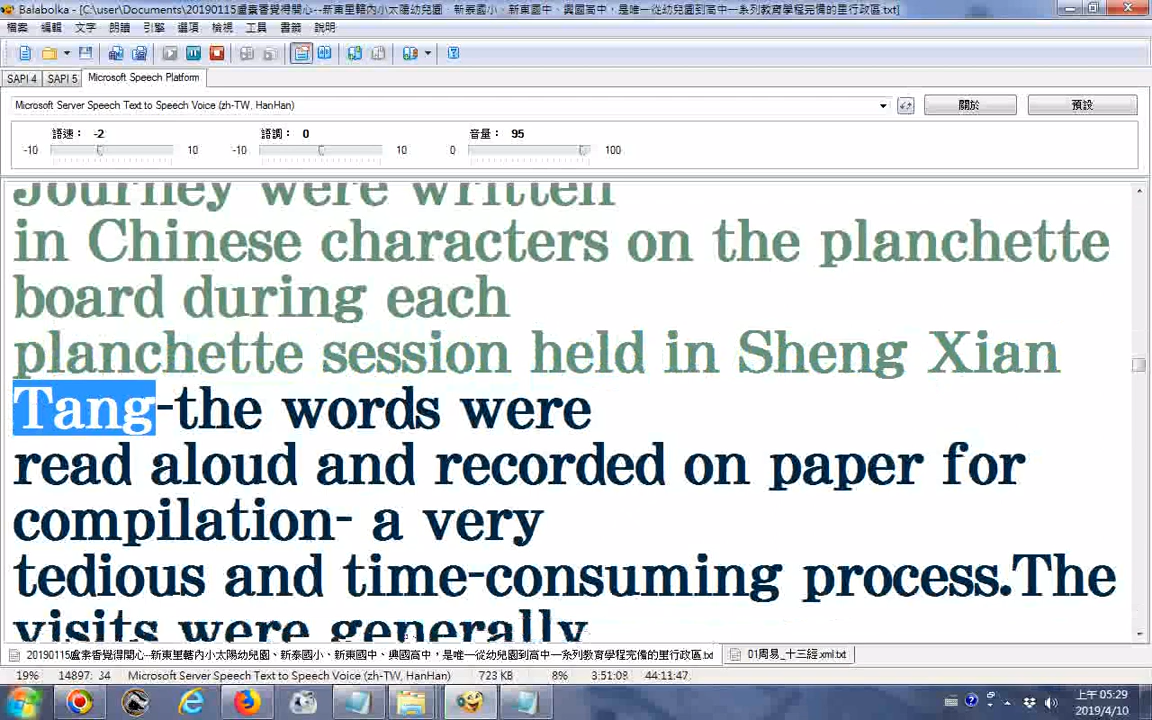 Balabolka - [C:\user\Documents\20190115盧彙香覺得開心--新東里轄內小太陽幼兒園、新泰國小、新東國中、興國高中，是唯一從幼兒園到高中一系列教育學程完備的里行政區.txt]
檔案 編輯 文字 朗讀 引擎 選項 檢視 工具 書籤 說明
SAPI 4 SAPI 5 Microsoft Speech Platform
Microsoft Server Speech Text to Speech Voice (zh-TW, HanHan) 關於 預設
語速： -2 語調： 0 音量： 95
-10 10 -10 10 0 100
Journey were written
in Chinese characters on the planchette
board during each
planchette session held in Sheng Xian
Tang-the words were
read aloud and recorded on paper for
compilation- a very
tedious and time-consuming process.The
visits were generally
20190115盧彙香覺得開心--新東里轄內小太陽幼兒園、新泰國小、新東國中、興國高中，是唯一從幼兒園到高中一系列教育學程完備的里行政區.txt 01周易_十三經.xml.txt
19% 14897: 34 Microsoft Server Speech Text to Speech Voice (zh-TW, HanHan) 723 KB 8% 3:51:08 44:11:47
上午 05:29
2019/4/10